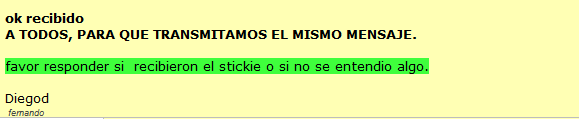 ok recibido
A TODOS, PARA QUE TRANSMITAMOS EL MISMO MENSAJE.
favor responder si  recibieron el stickie o si no se entendio algo.
Diegod
fernando